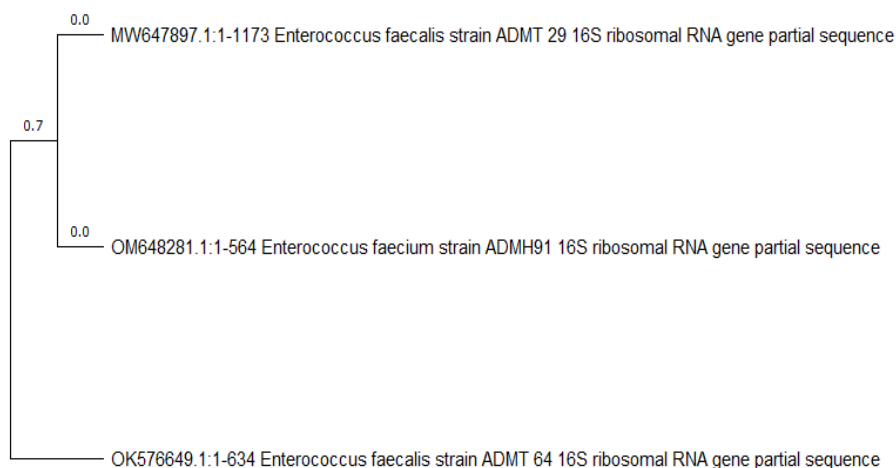 0.0
MW647897.1:1-1173 Enterococcus faecalis strain ADMT 29 16S ribosomal RNA gene partial sequence
0.7
0.0
OM648281.1:1-564 Enterococcus faecium strain ADMH91 16S ribosomal RNA gene partial sequence
OK576649.1:1-634 Enterococcus faecalis strain ADMT 64 16S ribosomal RNA gene partial sequence